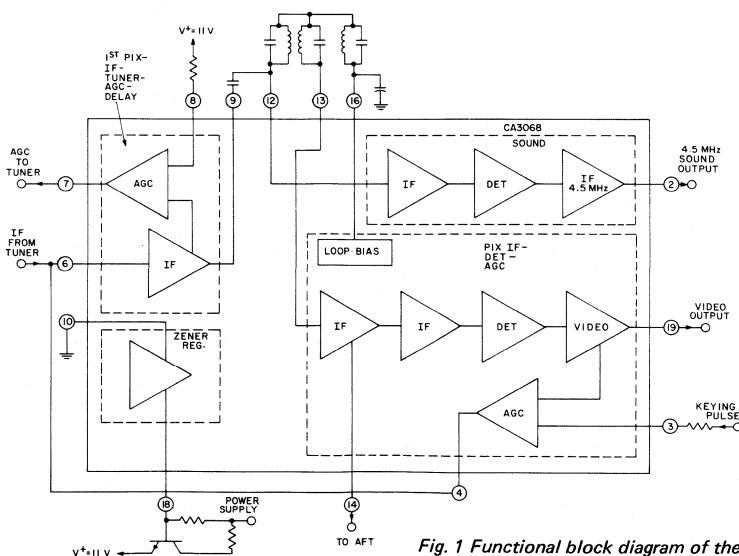 V+= 11 V
1ST PIX-
IF-
TUNER-
AGC-
DELAY
8
9
12
13
16
CA3068
SOUND
AGC
TO
TUNER
7
AGC
IF
DET
IF
4.5 MHz
2
4.5 MHz
SOUND
OUTPUT
IF
FROM
TUNER
6
IF
LOOP-BIAS
PIX IF-
DET-
AGC
10
ZENER
REG.
IF
IF
DET
VIDEO
19
VIDEO
OUTPUT
AGC
3
KEYING
PULSE
4
18
POWER
SUPPLY
14
TO AFT
V+= 11 V
Fig. 1 Functional block diagram of the